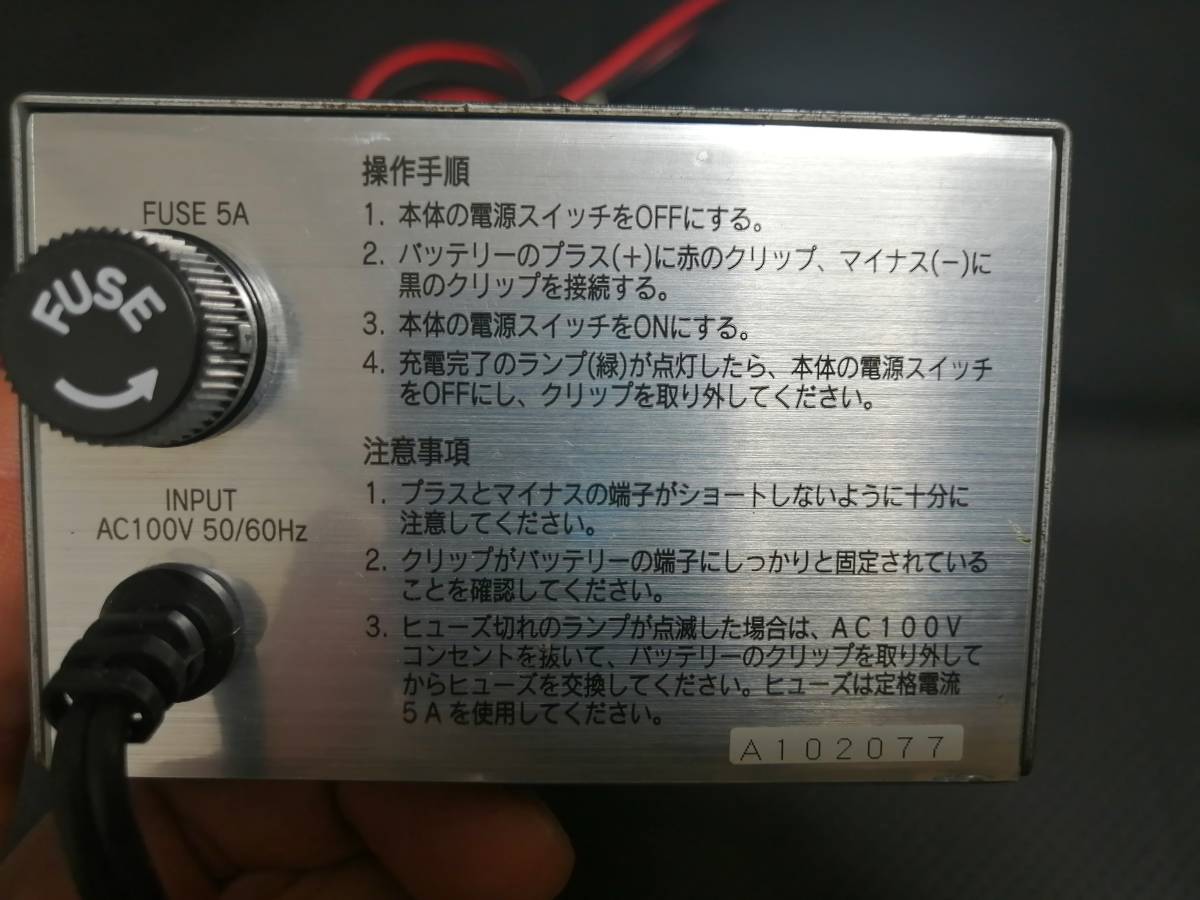 操作手順
FUSE 5A
1. 本体の電源スイッチをOFFにする。
2. バッテリーのプラス(+)に赤のクリップ、マイナス(−)に
黒のクリップを接続する。
FUSE
3. 本体の電源スイッチをONにする。
4. 充電完了のランプ(緑)が点灯したら、本体の電源スイッチ
をOFFにし、クリップを取り外してください。
注意事項
INPUT
AC100V 50/60Hz
1. プラスとマイナスの端子がショートしないように十分に
注意してください。
2. クリップがバッテリーの端子にしっかりと固定されている
ことを確認してください。
3. ヒューズ切れのランプが点滅した場合は、AC100V
コンセントを抜いて、バッテリーのクリップを取り外して
からヒューズを交換してください。ヒューズは定格電流
5Aを使用してください。
A102077